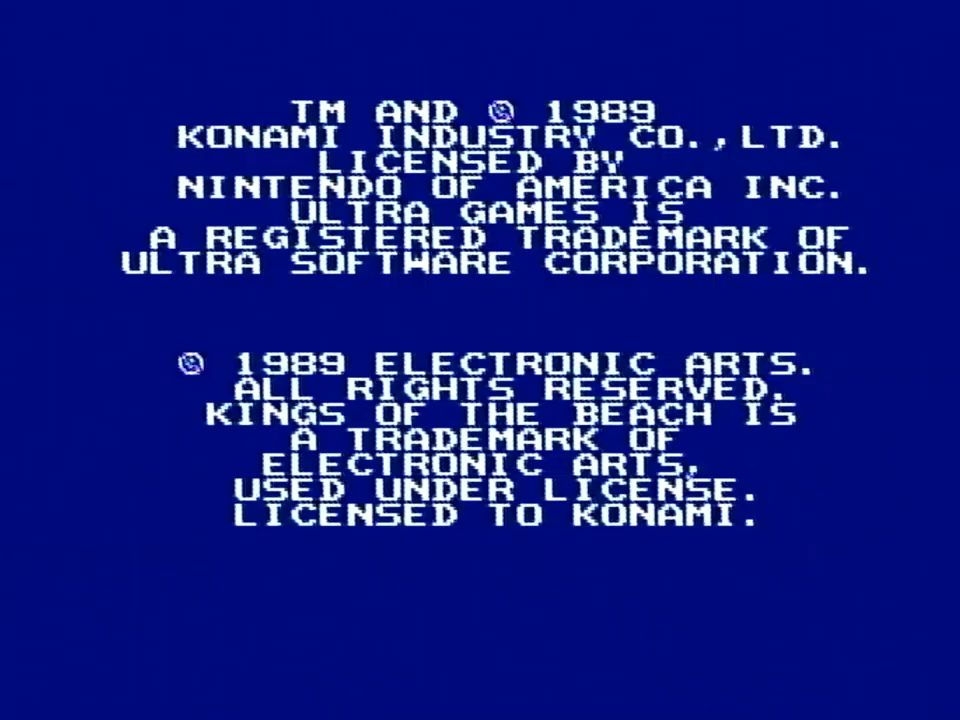 TM AND © 1989
KONAMI INDUSTRY CO.,LTD.
LICENSED BY
NINTENDO OF AMERICA INC.
ULTRA GAMES IS
A REGISTERED TRADEMARK OF
ULTRA SOFTWARE CORPORATION.
© 1989 ELECTRONIC ARTS.
ALL RIGHTS RESERVED.
KINGS OF THE BEACH IS
A TRADEMARK OF
ELECTRONIC ARTS,
USED UNDER LICENSE.
LICENSED TO KONAMI.